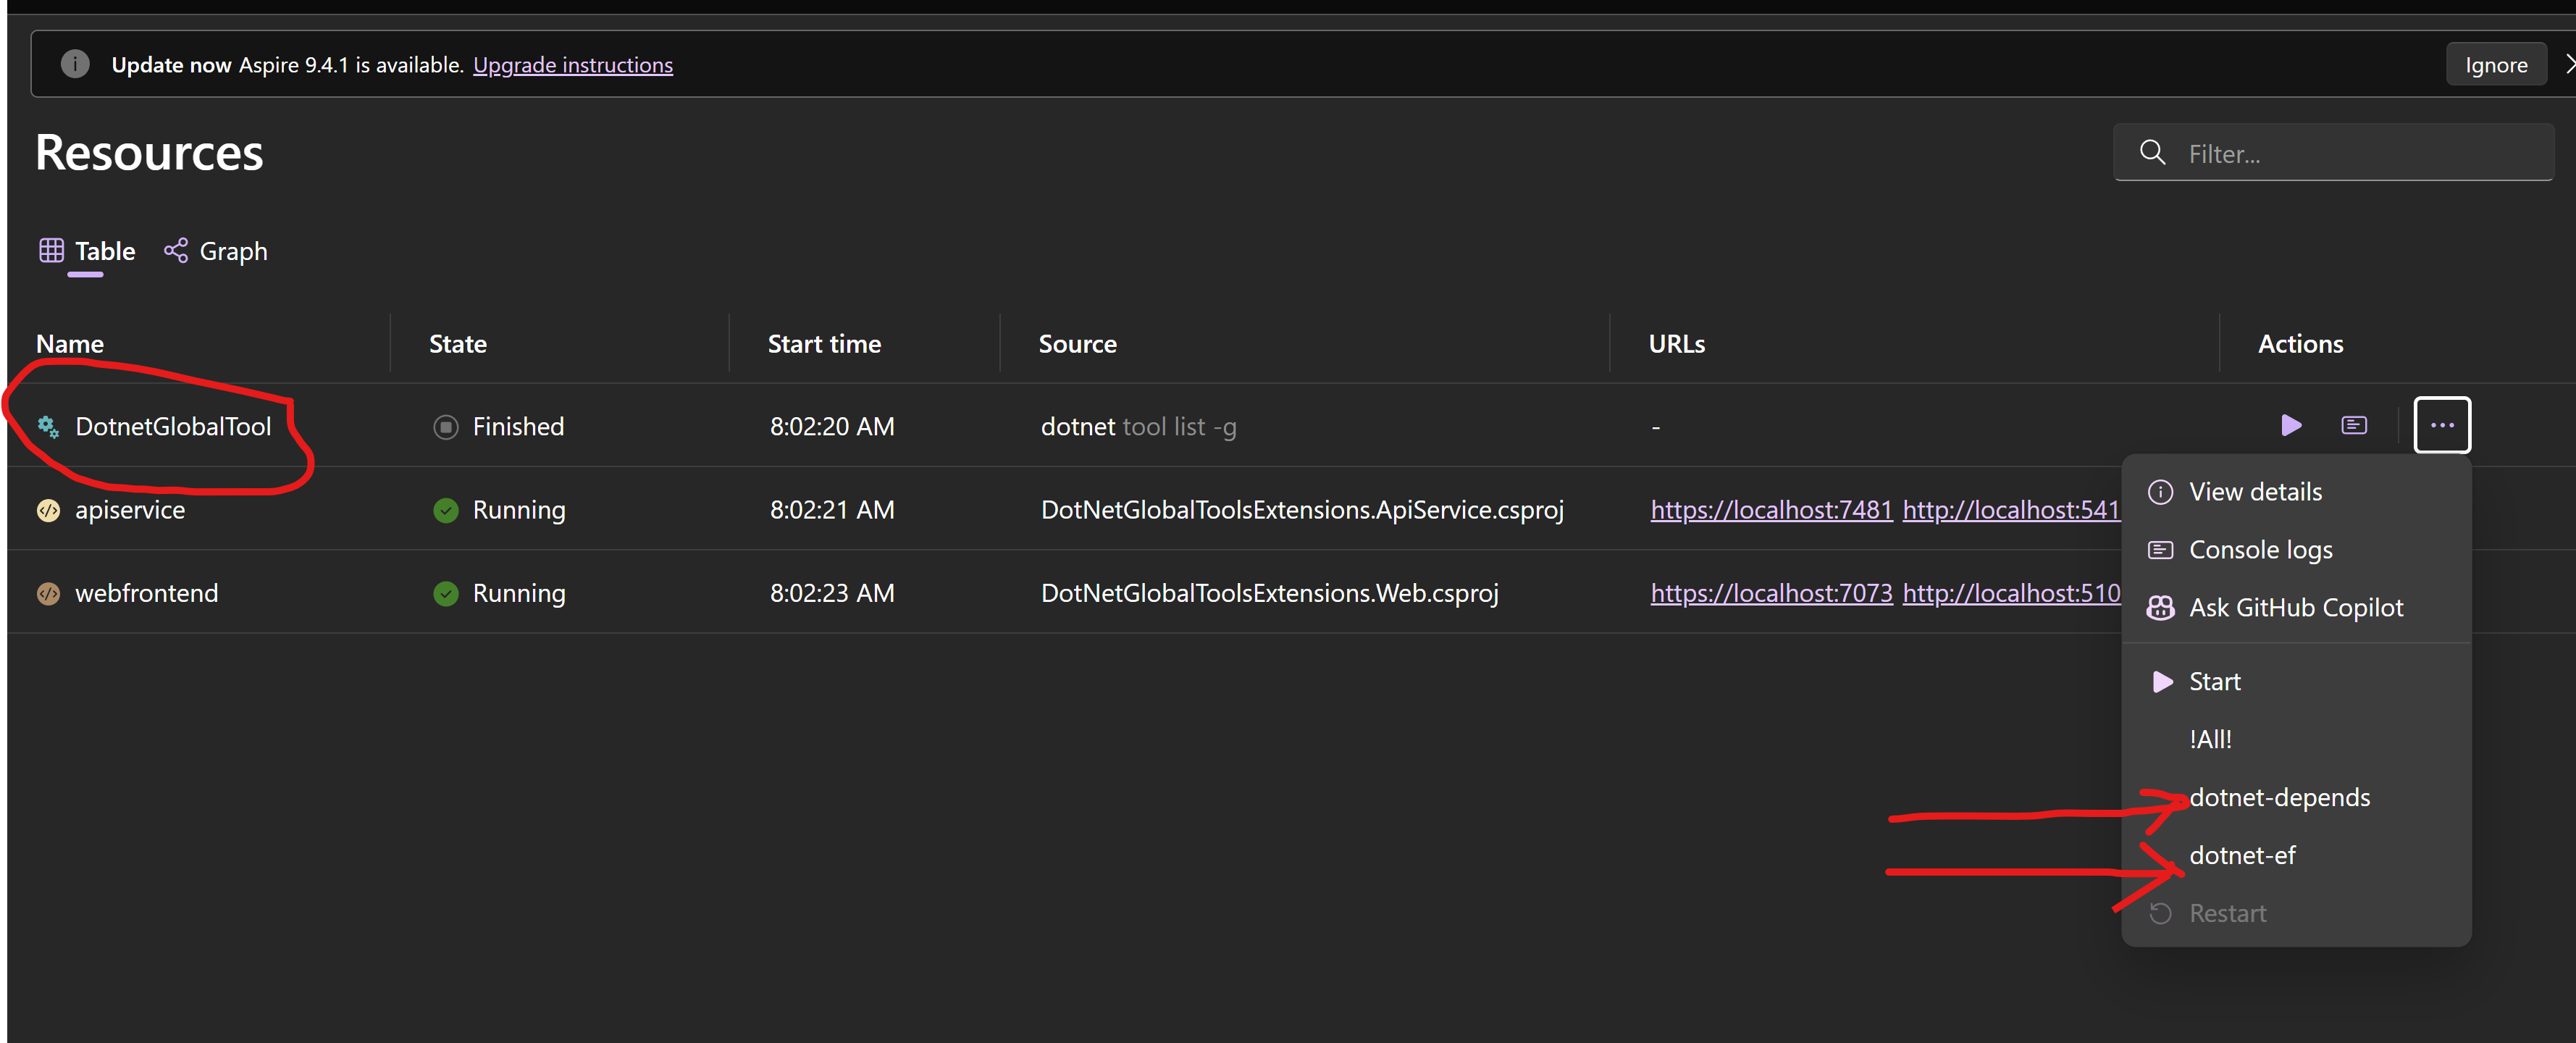 Update now Aspire 9.4.1 is available. Upgrade instructions Ignore
Resources Filter...
Table Graph
Name State Start time Source URLs Actions
DotnetGlobalTool Finished 8:02:20 AM dotnet tool list -g -
apiservice Running 8:02:21 AM DotNetGlobalToolsExtensions.ApiService.csproj https://localhost:7481 http://localhost:541
webfrontend Running 8:02:23 AM DotNetGlobalToolsExtensions.Web.csproj https://localhost:7073 http://localhost:510
View details
Console logs
Ask GitHub Copilot
Start
!All!
dotnet-depends
dotnet-ef
Restart